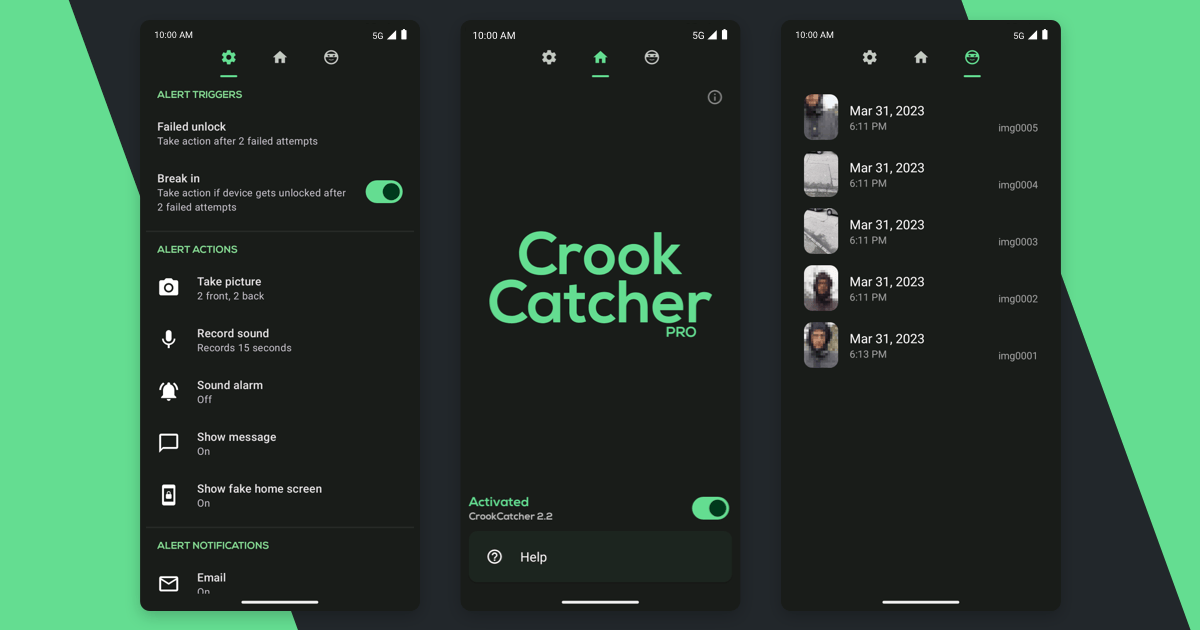 10:00 AM
5G
ALERT TRIGGERS
Failed unlock
Take action after 2 failed attempts
Break in
Take action if device gets unlocked after
2 failed attempts
ALERT ACTIONS
Take picture
2 front, 2 back
Record sound
Records 15 seconds
Sound alarm
Off
Show message
On
Show fake home screen
On
ALERT NOTIFICATIONS
Email
On
10:00 AM
5G
Crook
Catcher
PRO
Activated
CrookCatcher 2.2
Help
10:00 AM
5G
Mar 31, 2023
6:11 PM
img0005
Mar 31, 2023
6:11 PM
img0004
Mar 31, 2023
6:11 PM
img0003
Mar 31, 2023
6:11 PM
img0002
Mar 31, 2023
6:13 PM
img0001